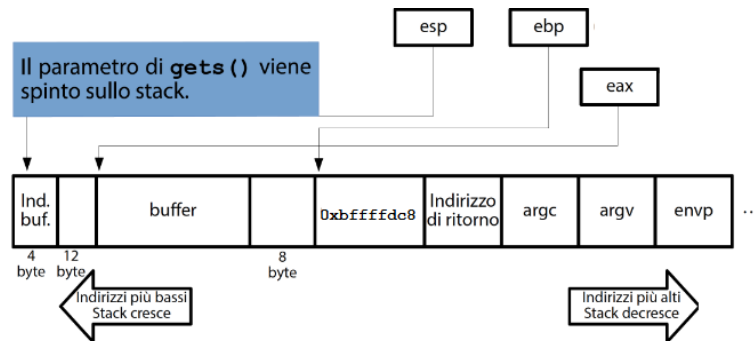 esp
ebp
Il parametro di gets() viene
spinto sullo stack.
eax
Ind.
buf.
buffer
0xbffffdc8
Indirizzo
di ritorno
argc
argv
envp
...
4
byte
12
byte
8
byte
Indirizzi più bassi
Stack cresce
Indirizzi più alti
Stack decresce